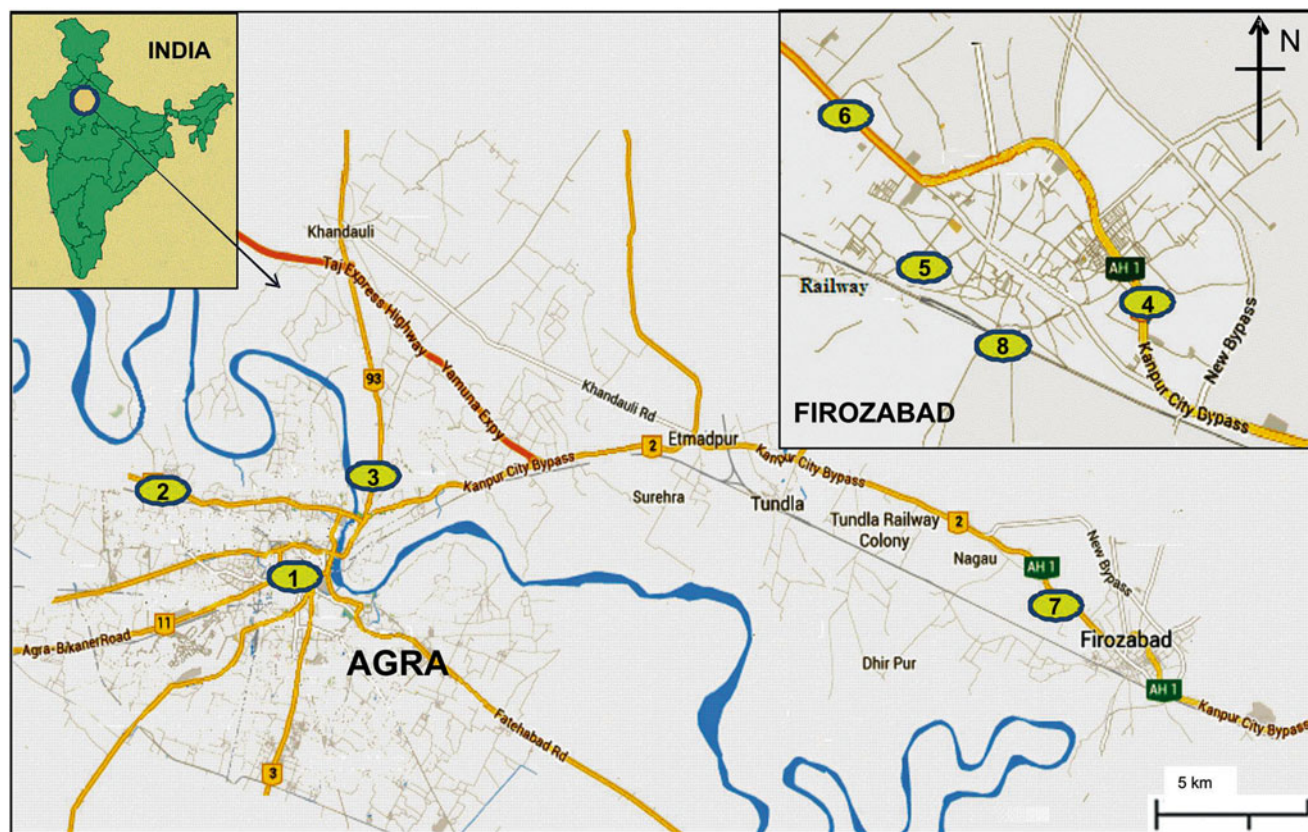 INDIA
N
6
5
Railway
AH 1
4
8
New Bypass
Kanpur City Bypass
FIROZABAD
Khandauli
Taj Express Highway
Yamuna Expy
93
Khandauli Rd
Etmadpur
2
Kanpur City Bypass
Kanp
ur City Bypass
3
2
Surehra
Tundla
Tundla Railway
Colony
2
Nagau
New Bypass
AH 1
7
Firozabad
1
11
Agra-BikanerRoad
AGRA
Dhir Pur
AH 1
Kanpur City Bypass
Fatehabad Rd
3
5 km